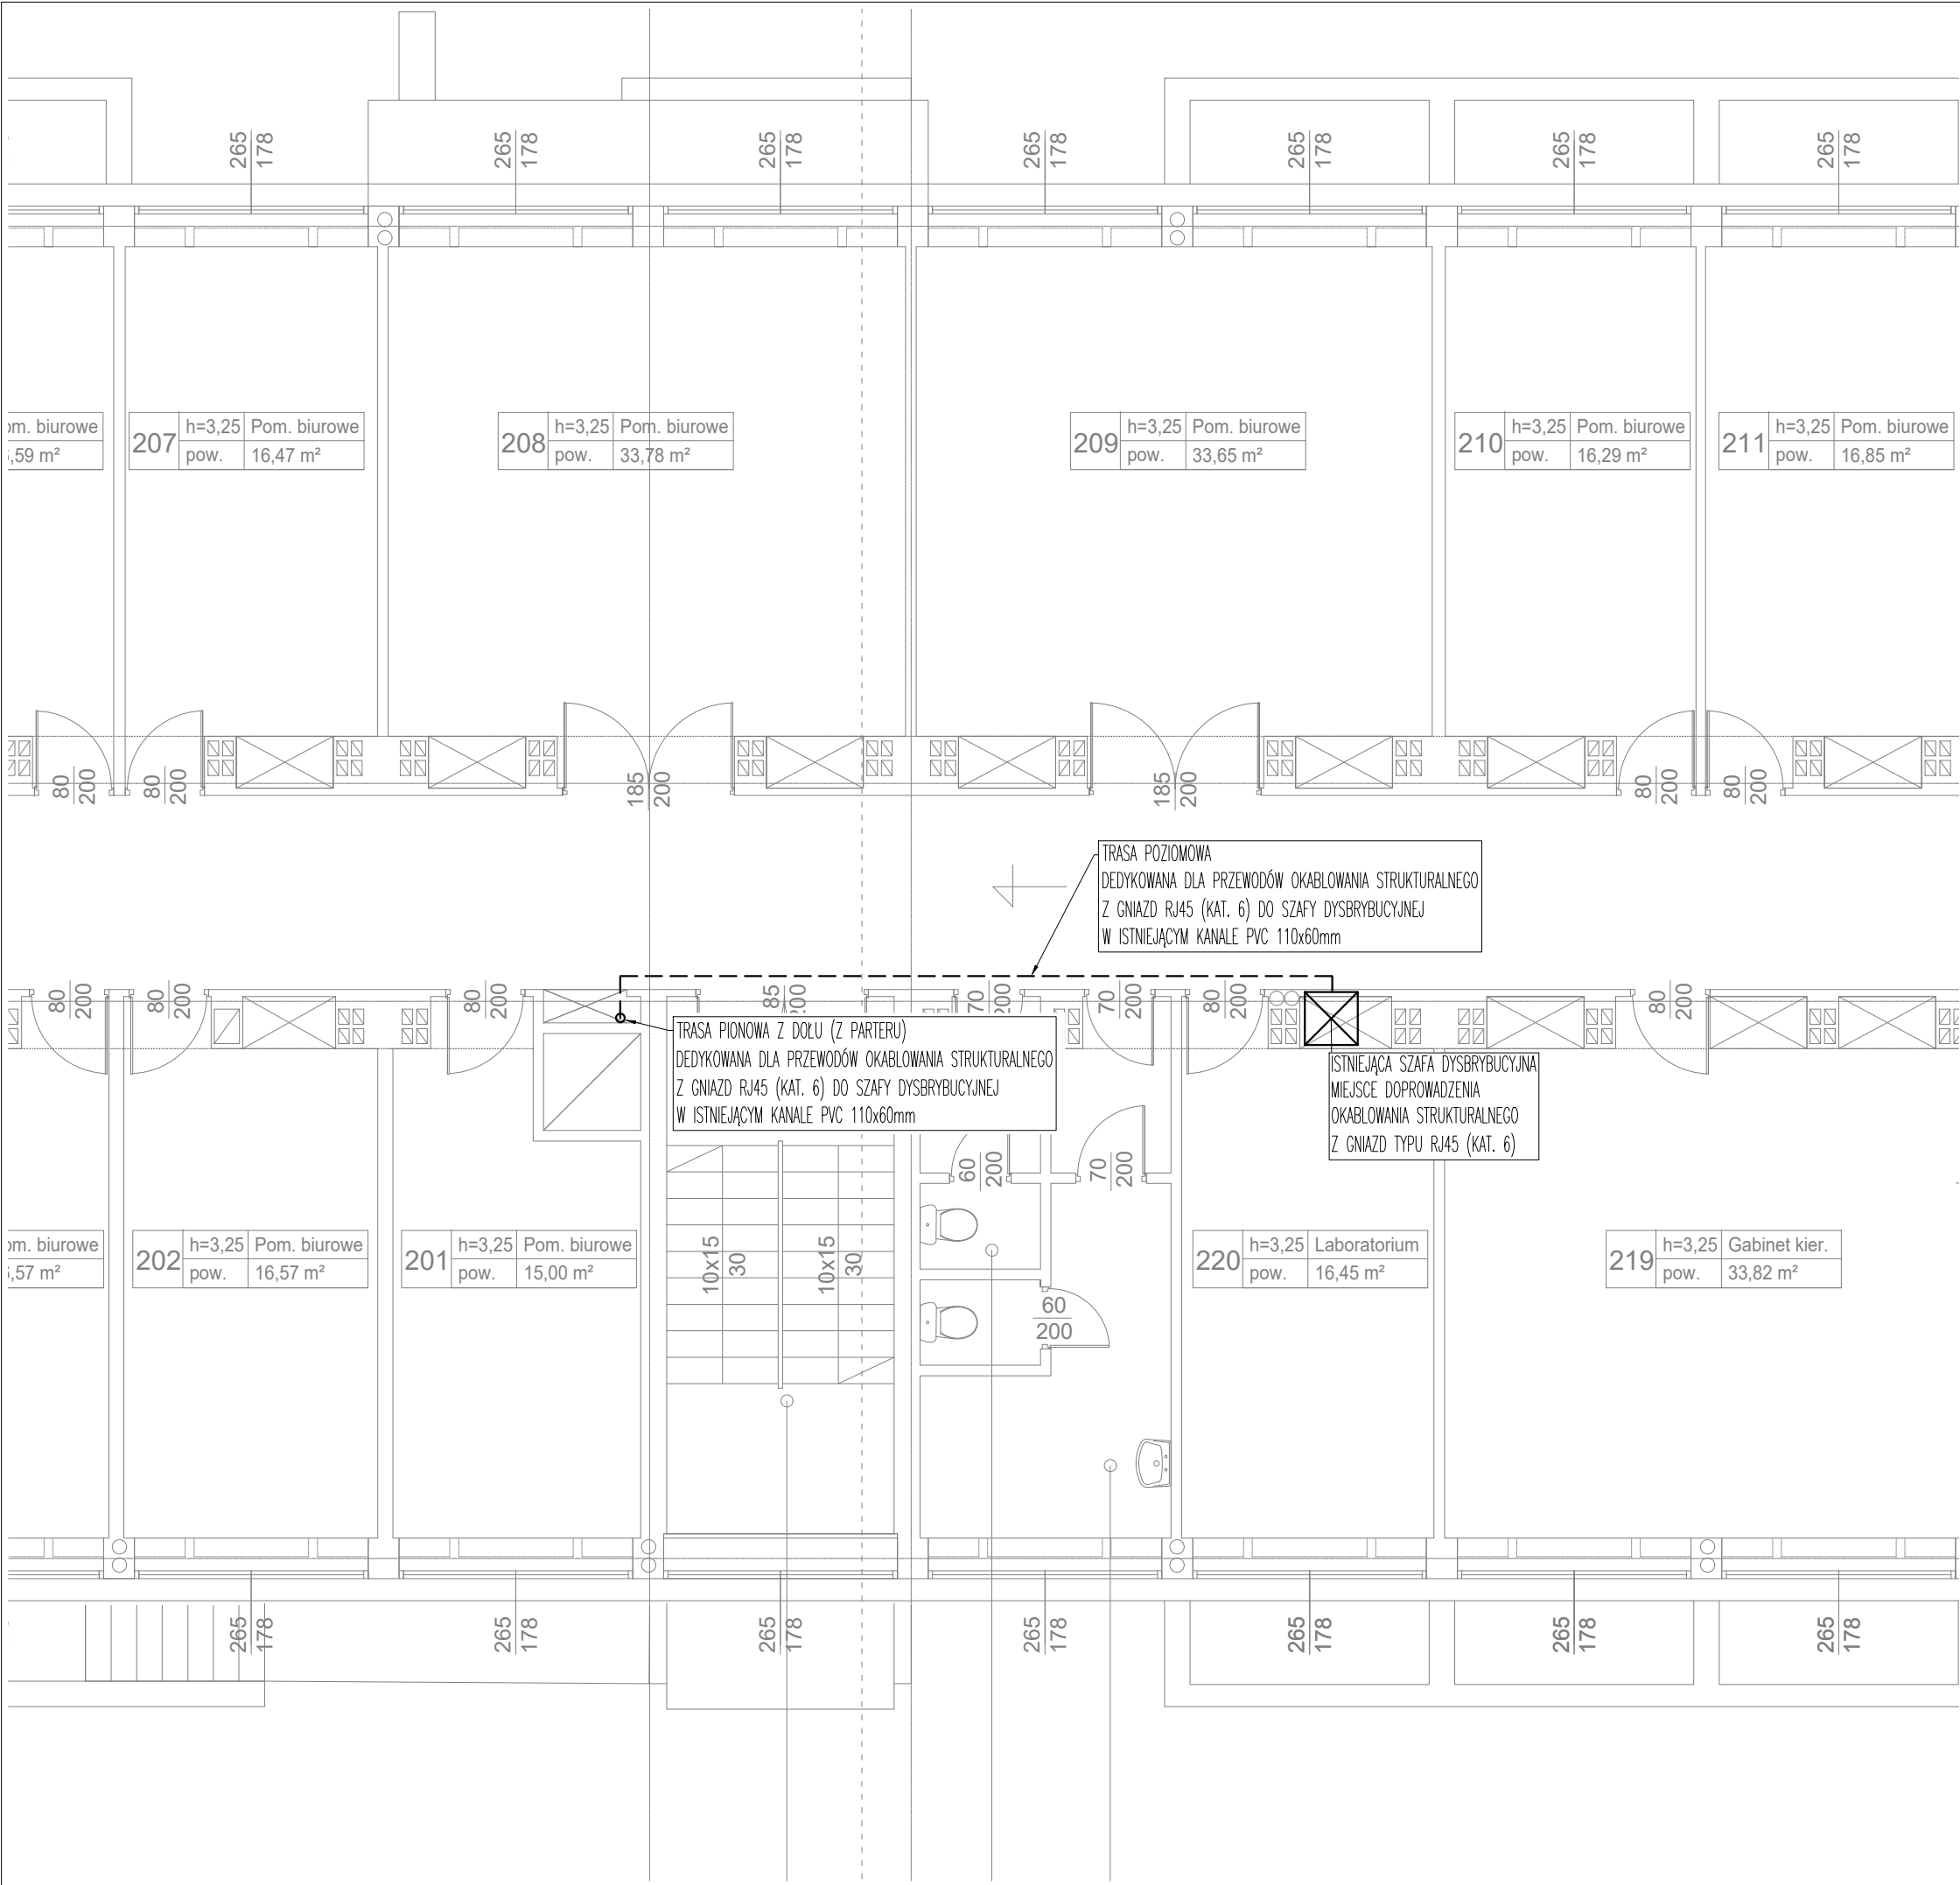 265 178
265 178
265 178
265 178
265 178
265 178
265 178
om. biurowe
,59 m²
207 h=3,25 Pom. biurowe
pow. 16,47 m²
208 h=3,25 Pom. biurowe
pow. 33,78 m²
209 h=3,25 Pom. biurowe
pow. 33,65 m²
210 h=3,25 Pom. biurowe
pow. 16,29 m²
211 h=3,25 Pom. biurowe
pow. 16,85 m²
80 200
80 200
185 200
185 200
80 200
80 200
TRASA POZIOMOWA
DEDYKOWANA DLA PRZEWODÓW OKABLOWANIA STRUKTURALNEGO
Z GNIAZD RJ45 (KAT. 6) DO SZAFY DYSBRYBUCYJNEJ
W ISTNIEJĄCYM KANALE PVC 110x60mm
80 200
80 200
80 200
85 200
70 200
70 200
80 200
80 200
TRASA PIONOWA Z DOŁU (Z PARTERU)
DEDYKOWANA DLA PRZEWODÓW OKABLOWANIA STRUKTURALNEGO
Z GNIAZD RJ45 (KAT. 6) DO SZAFY DYSBRYBUCYJNEJ
W ISTNIEJĄCYM KANALE PVC 110x60mm
ISTNIEJĄCA SZAFA DYSBRYBUCYJNA
MIEJSCE DOPROWADZENIA
OKABLOWANIA STRUKTURALNEGO
Z GNIAZD TYPU RJ45 (KAT. 6)
60 200
70 200
om. biurowe
,57 m²
202 h=3,25 Pom. biurowe
pow. 16,57 m²
201 h=3,25 Pom. biurowe
pow. 15,00 m²
10x15 30
10x15 30
220 h=3,25 Laboratorium
pow. 16,45 m²
219 h=3,25 Gabinet kier.
pow. 33,82 m²
60
200
265 178
265 178
265 178
265 178
265 178
265 178
265 178